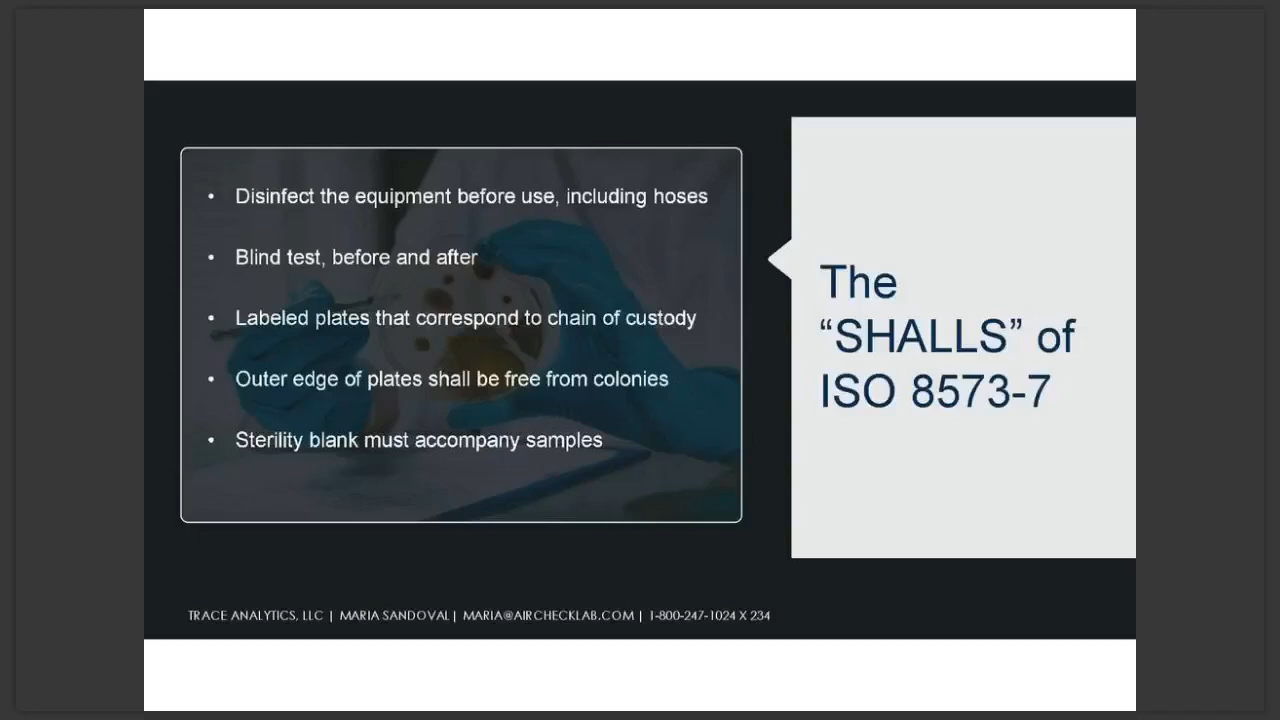 • Disinfect the equipment before use, including hoses
• Blind test, before and after
• Labeled plates that correspond to chain of custody
• Outer edge of plates shall be free from colonies
• Sterility blank must accompany samples
The
“SHALLS” of
ISO 8573-7
TRACE ANALYTICS, LLC | MARIA SANDOVAL | MARIA@AIRCHECKLAB.COM | 1-800-247-1024 X 234